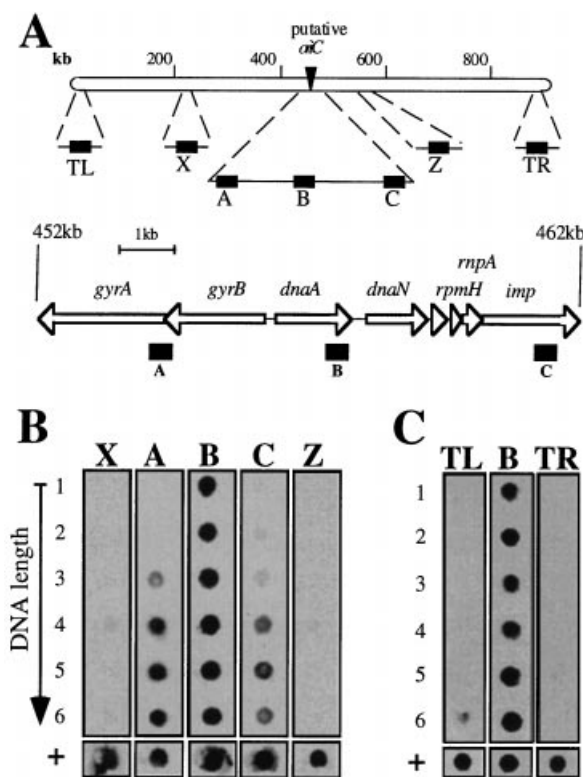 A
putative
oriC
kb 200 400 600 800
TL X Z TR
A B C
452kb 1kb 462kb
rnpA
gyrA gyrB dnaA dnaN rpmH imp
A B C
B
X A B C Z
DNA length
1
2
3
4
5
6
+
C
TL B TR
1
2
3
4
5
6
+